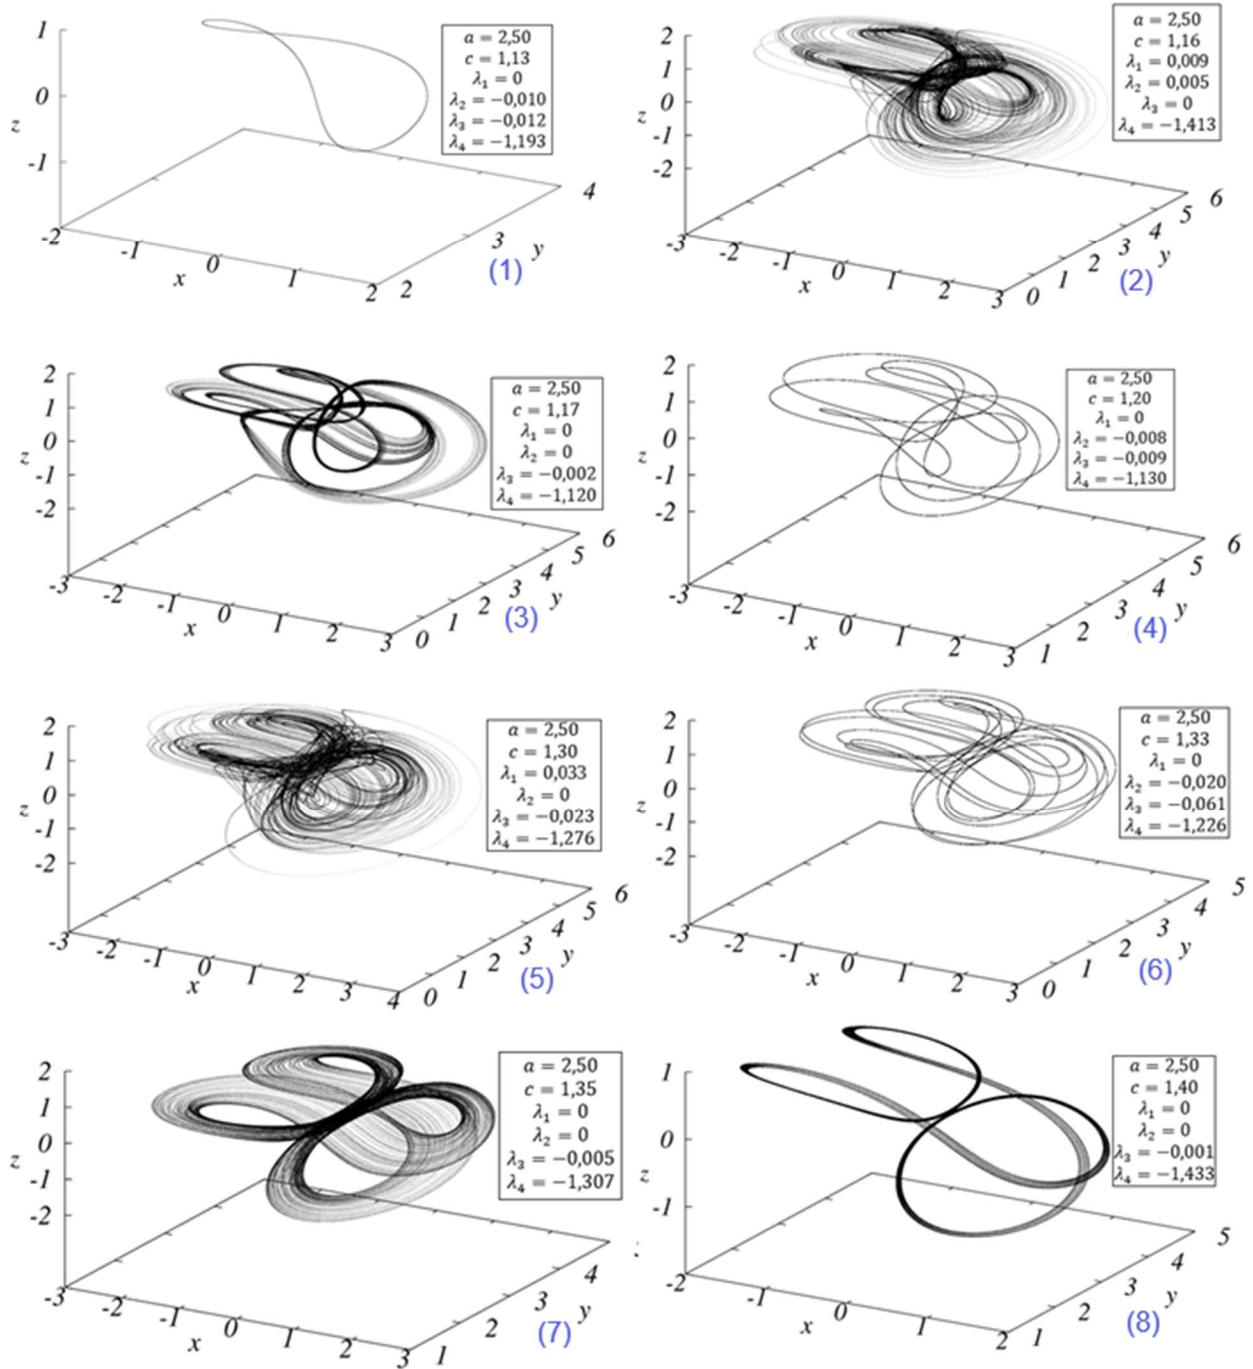 1
0
z
-1
-2
-1
0
x
1
2
2
3
y
4
a = 2,50
c = 1,13
λ₁ = 0
λ₂ = −0,010
λ₃ = −0,012
λ₄ = −1,193
(1)
2
1
z
0
-1
-2
-3
-2
-1
0
x
1
2
3
0
1
2
3
4
y
5
6
a = 2,50
c = 1,16
λ₁ = 0,009
λ₂ = 0,005
λ₃ = 0
λ₄ = −1,413
(2)
2
1
z
0
-1
-2
-3
-2
-1
0
x
1
2
3
0
1
2
3
4
y
5
6
a = 2,50
c = 1,17
λ₁ = 0
λ₂ = 0
λ₃ = −0,002
λ₄ = −1,120
(3)
2
1
z
0
-1
-2
-3
-2
-1
0
x
1
2
3
1
2
3
4
y
5
6
a = 2,50
c = 1,20
λ₁ = 0
λ₂ = −0,008
λ₃ = −0,009
λ₄ = −1,130
(4)
2
1
z
0
-1
-2
-3
-2
-1
0
x
1
2
3
4
0
1
2
3
4
y
5
6
a = 2,50
c = 1,30
λ₁ = 0,033
λ₂ = 0
λ₃ = −0,023
λ₄ = −1,276
(5)
2
1
z
0
-1
-2
-3
-2
-1
0
x
1
2
3
0
1
2
3
y
4
5
a = 2,50
c = 1,33
λ₁ = 0
λ₂ = −0,020
λ₃ = −0,061
λ₄ = −1,226
(6)
2
1
z
0
-1
-2
-3
-2
-1
0
x
1
2
3
1
2
3
y
4
a = 2,50
c = 1,35
λ₁ = 0
λ₂ = 0
λ₃ = −0,005
λ₄ = −1,307
(7)
1
0
z
-1
-2
-1
0
x
1
2
1
2
3
y
4
5
a = 2,50
c = 1,40
λ₁ = 0
λ₂ = 0
λ₃ = −0,001
λ₄ = −1,433
(8)